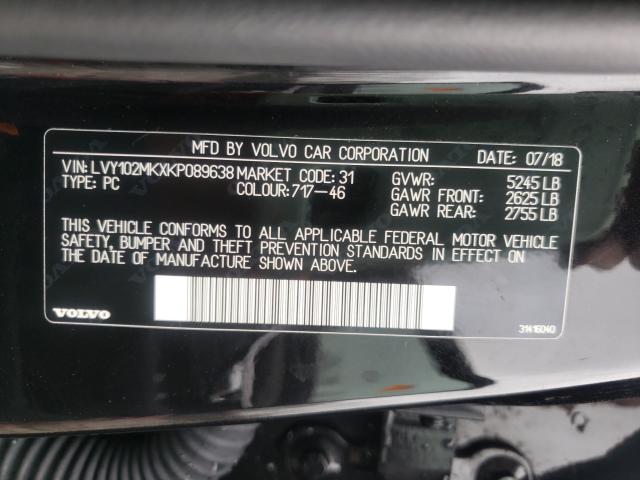 MFD BY VOLVO CAR CORPORATION DATE: 07/18
VIN: LVY102MKXKP089638 MARKET CODE: 31 GVWR: 5245 LB
TYPE: PC COLOUR: 717-46 GAWR FRONT: 2625 LB
GAWR REAR: 2755 LB
THIS VEHICLE CONFORMS TO ALL APPLICABLE FEDERAL MOTOR VEHICLE
SAFETY, BUMPER AND THEFT PREVENTION STANDARDS IN EFFECT ON
THE DATE OF MANUFACTURE SHOWN ABOVE.
VOLVO 31416040